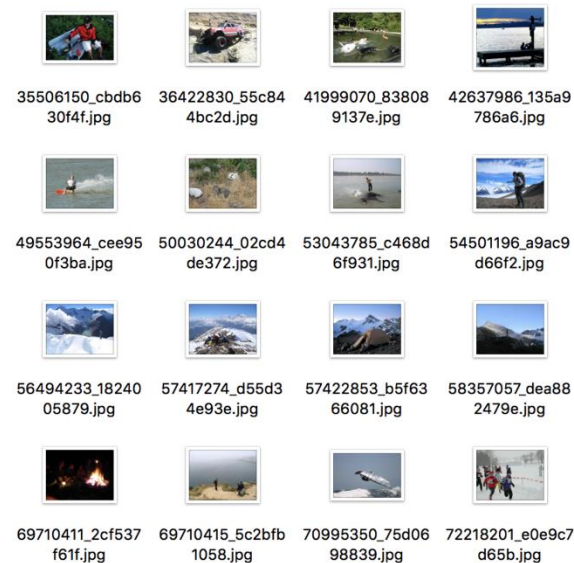 35506150_cbdb6
30f4f.jpg
36422830_55c84
4bc2d.jpg
41999070_83808
9137e.jpg
42637986_135a9
786a6.jpg
49553964_cee95
0f3ba.jpg
50030244_02cd4
de372.jpg
53043785_c468d
6f931.jpg
54501196_a9ac9
d66f2.jpg
56494233_18240
05879.jpg
57417274_d55d3
4e93e.jpg
57422853_b5f63
66081.jpg
58357057_dea88
2479e.jpg
69710411_2cf537
f61f.jpg
69710415_5c2bfb
1058.jpg
70995350_75d06
98839.jpg
72218201_e0e9c7
d65b.jpg